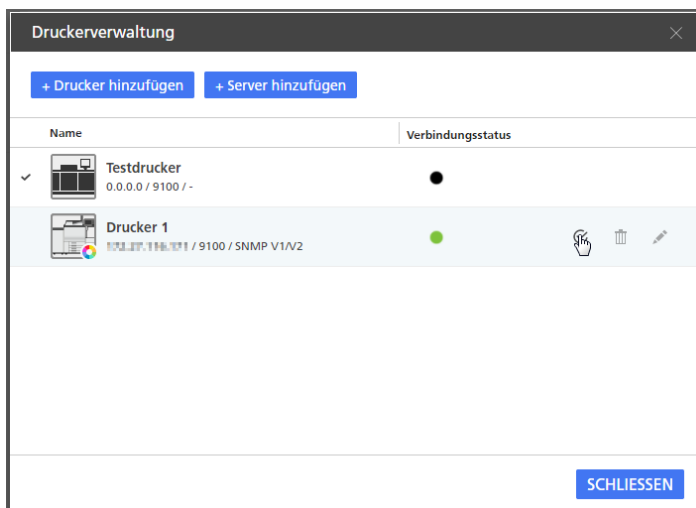 Druckerverwaltung
+ Drucker hinzufügen + Server hinzufügen
Name Verbindungsstatus
Testdrucker
0.0.0.0 / 9100 / -
Drucker 1
/ 9100 / SNMP V1/V2
SCHLIESSEN